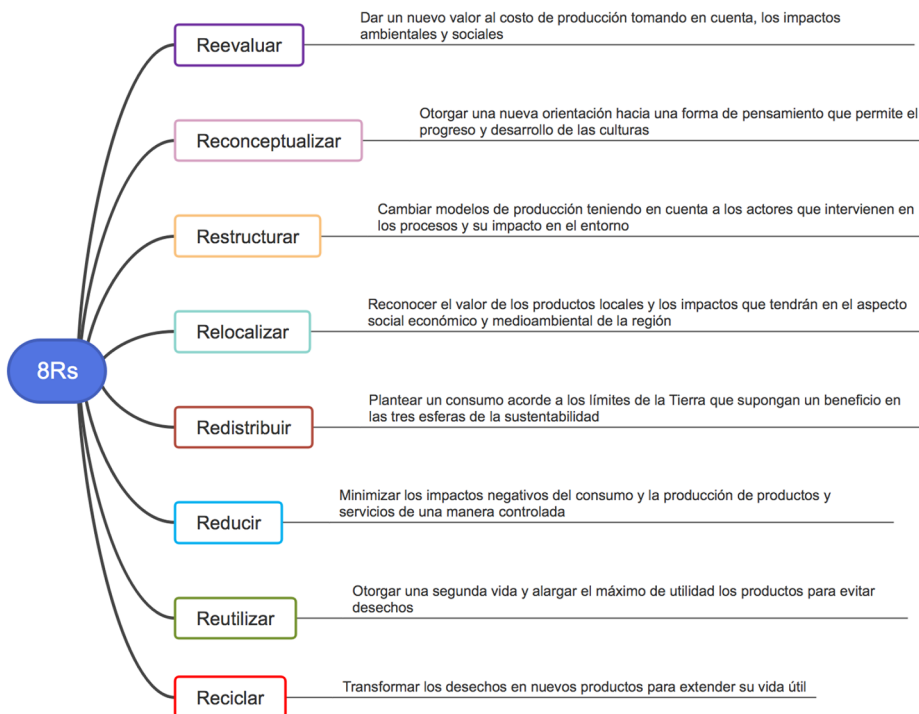 Dar un nuevo valor al costo de producción tomando en cuenta, los impactos
ambientales y sociales
Reevaluar
Otorgar una nueva orientación hacia una forma de pensamiento que permite el
progreso y desarrollo de las culturas
Reconceptualizar
Cambiar modelos de producción teniendo en cuenta a los actores que intervienen en
los procesos y su impacto en el entorno
Restructurar
Reconocer el valor de los productos locales y los impactos que tendrán en el aspecto
social económico y medioambiental de la región
Relocalizar
8Rs
Plantear un consumo acorde a los límites de la Tierra que supongan un beneficio en
las tres esferas de la sustentabilidad
Redistribuir
Minimizar los impactos negativos del consumo y la producción de productos y
servicios de una manera controlada
Reducir
Otorgar una segunda vida y alargar el máximo de utilidad los productos para evitar
desechos
Reutilizar
Transformar los desechos en nuevos productos para extender su vida útil
Reciclar